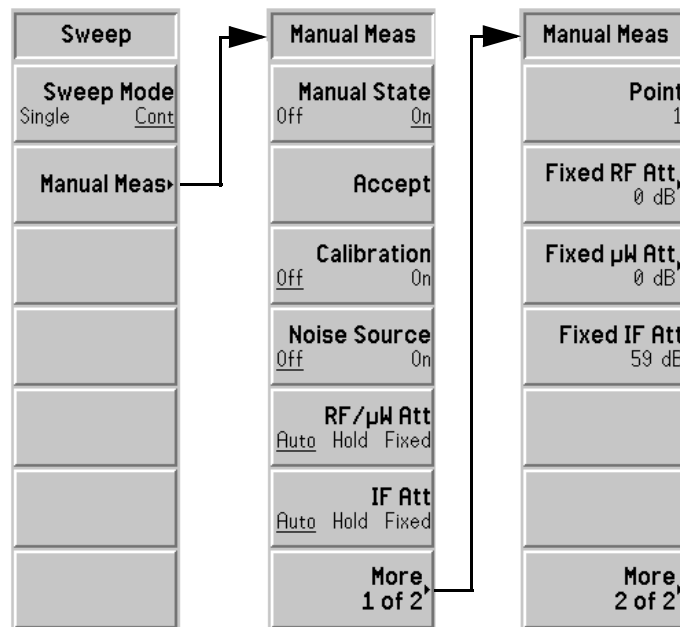 Sweep
Sweep Mode
Single Cont
Manual Meas
Manual Meas
Manual State
Off On
Accept
Calibration
Off On
Noise Source
Off On
RF/µW Att
Auto Hold Fixed
IF Att
Auto Hold Fixed
More
1 of 2
Manual Meas
Point
1
Fixed RF Att
0 dB
Fixed µW Att
0 dB
Fixed IF Att
59 dB
More
2 of 2